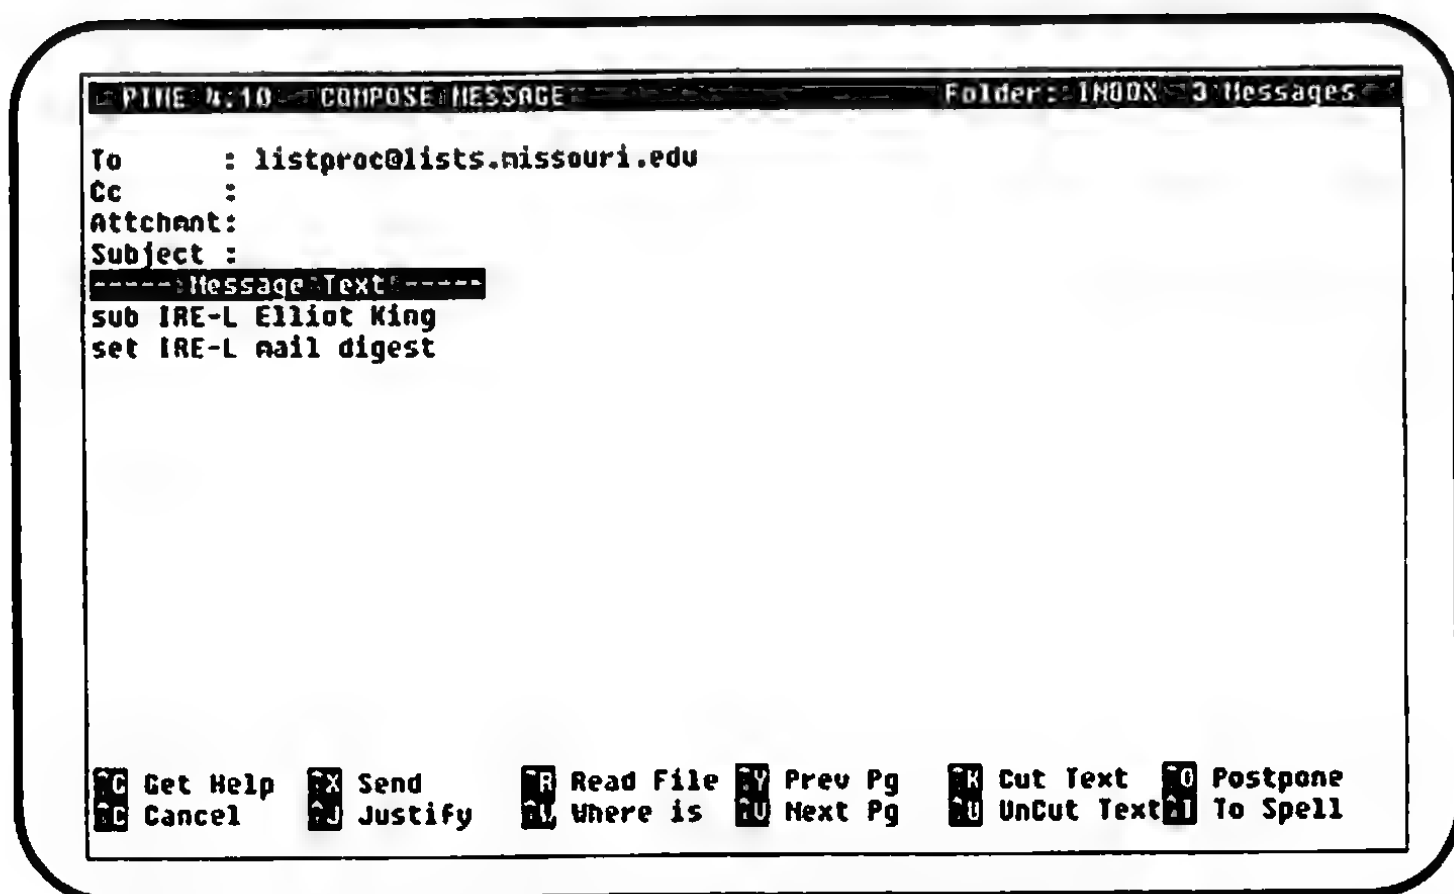 PINE 4.10 COMPOSE MESSAGE Folder: INBOX 3 Messages
To : listproc@lists.missouri.edu
Cc :
Attchmnt:
Subject :
----- Message Text -----
sub IRE-L Elliot King
set IRE-L mail digest
^G Get Help ^X Send ^R Read File ^Y Prev Pg ^K Cut Text ^O Postpone
^C Cancel ^J Justify ^W Where is ^V Next Pg ^U UnCut Text ^T To Spell